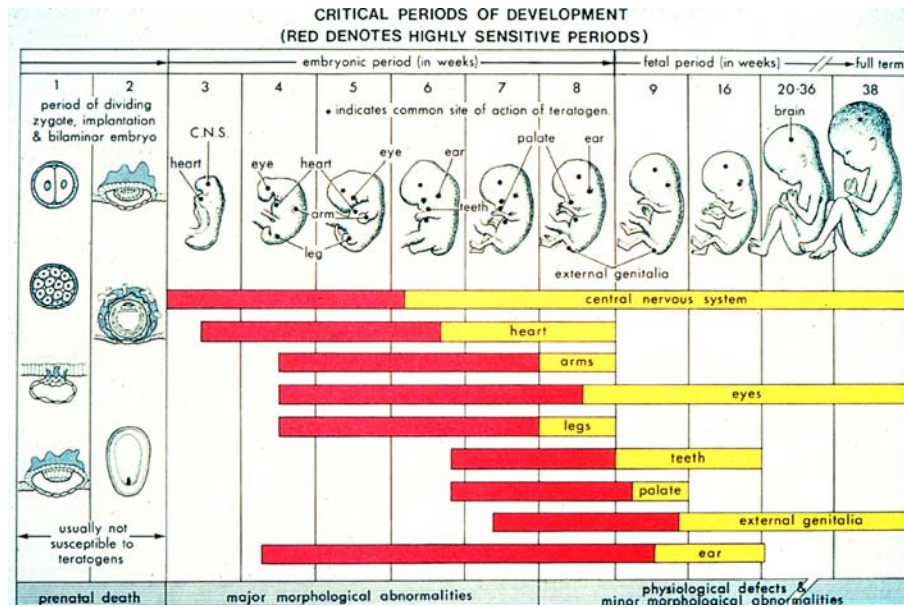 CRITICAL PERIODS OF DEVELOPMENT
(RED DENOTES HIGHLY SENSITIVE PERIODS)
embryonic period (in weeks)
fetal period (in weeks)
full term
1
2
3
4
5
6
7
8
9
16
20-36
38
period of dividing
zygote, implantation
& bilaminar embryo
• indicates common site of action of teratogen.
C.N.S.
heart
eye
heart
eye
arm
leg
ear
teeth
palate
ear
external genitalia
brain
central nervous system
heart
arms
eyes
legs
teeth
palate
external genitalia
ear
usually not
susceptible to
teratogens
prenatal death
major morphological abnormalities
physiological defects &
minor morphological abnormalities